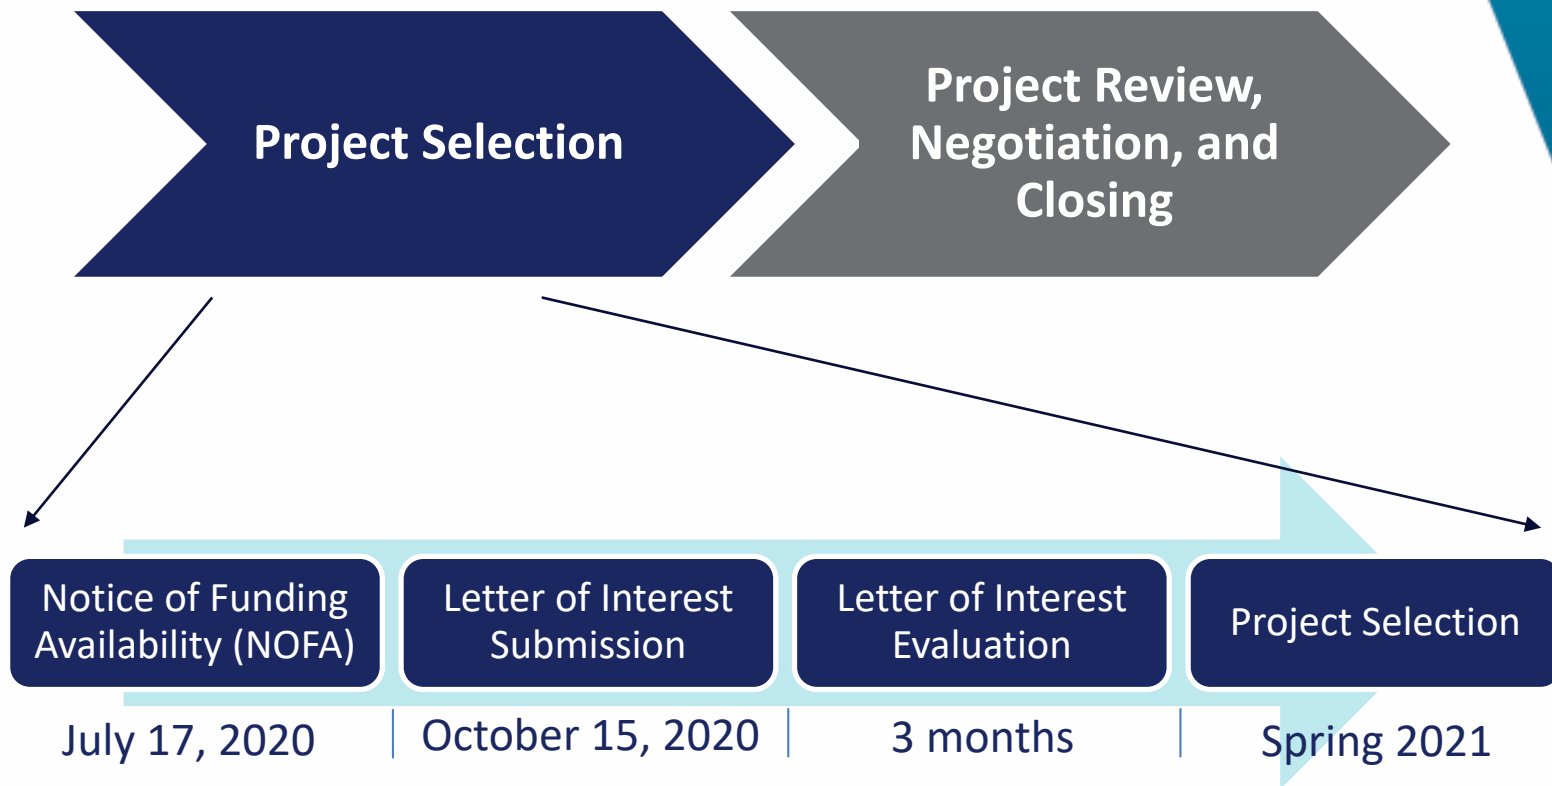 Project Selection
Project Review,
Negotiation, and
Closing
Notice of Funding
Availability (NOFA)
Letter of Interest
Submission
Letter of Interest
Evaluation
Project Selection
July 17, 2020
October 15, 2020
3 months
Spring 2021